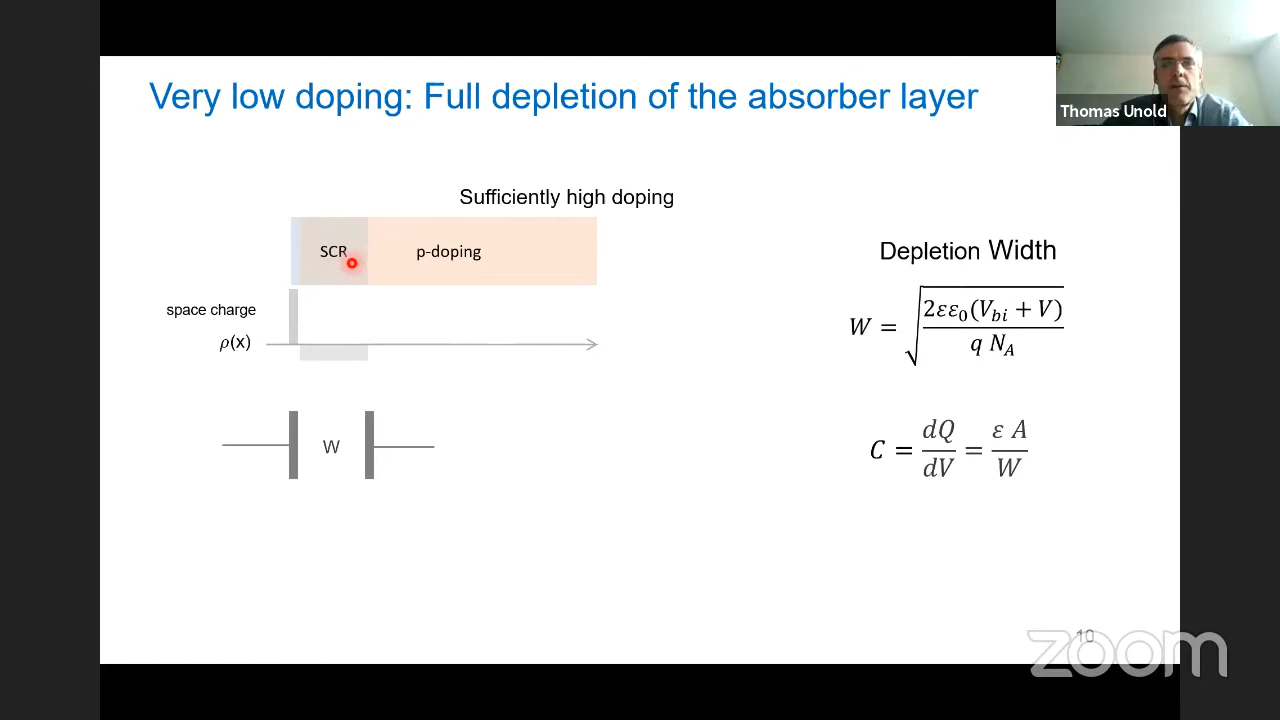 Very low doping: Full depletion of the absorber layer
Thomas Unold
Sufficiently high doping
SCR
p-doping
Depletion Width
space charge
ρ(x)
W = √(2εε₀(V_bi + V) / (q N_A))
W
C = dQ/dV = ε A/W
10
zoom